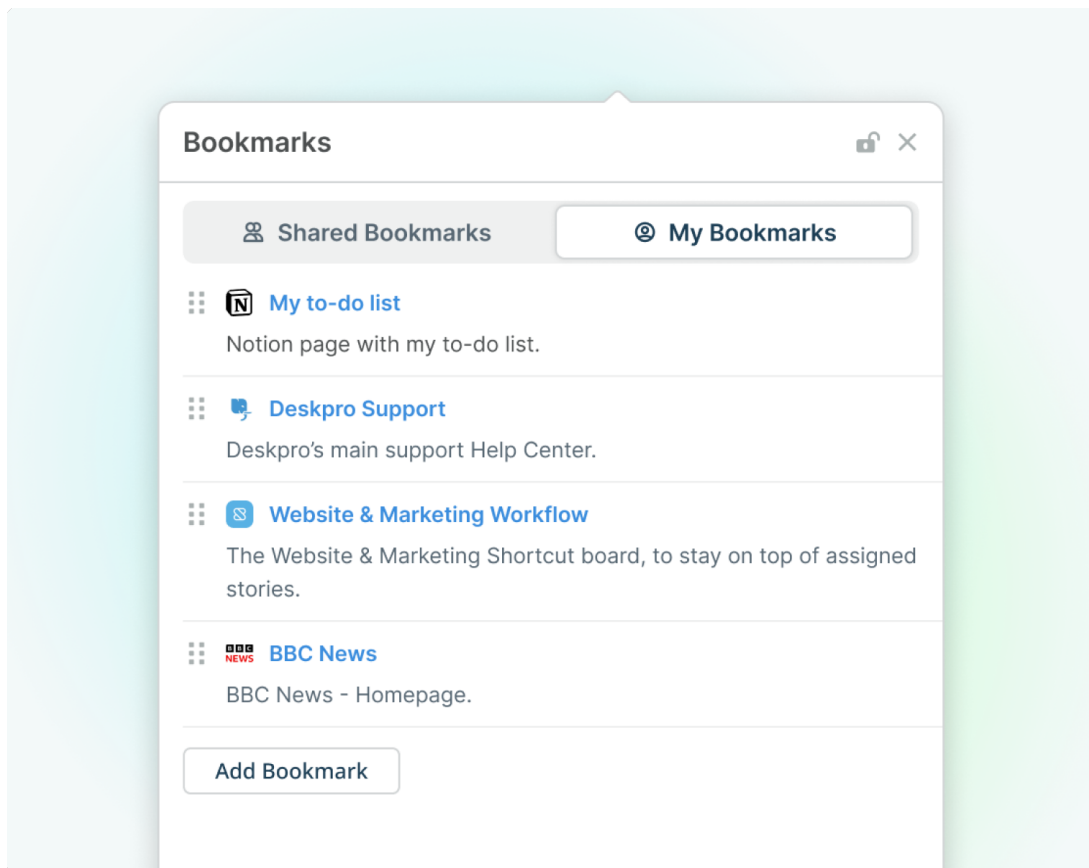 Bookmarks
Shared Bookmarks
My Bookmarks
N
My to-do list
Notion page with my to-do list.
Deskpro Support
Deskpro’s main support Help Center.
Website & Marketing Workflow
The Website & Marketing Shortcut board, to stay on top of assigned
stories.
BBC
NEWS
BBC News
BBC News - Homepage.
Add Bookmark